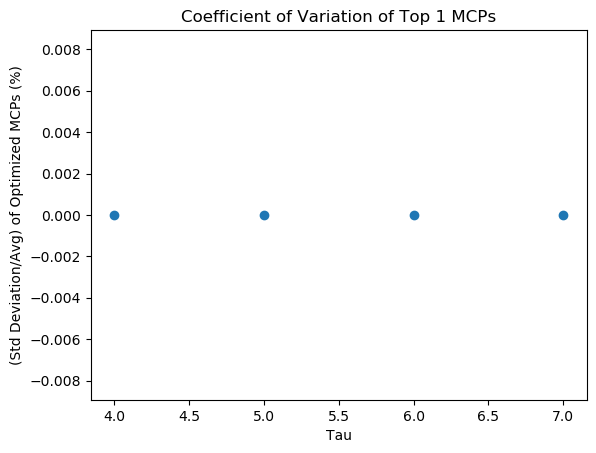 Coefficient of Variation of Top 1 MCPs
(Std Deviation/Avg) of Optimized MCPs (%)
0.008
0.006
0.004
0.002
0.000
−0.002
−0.004
−0.006
−0.008
4.0 4.5 5.0 5.5 6.0 6.5 7.0
Tau